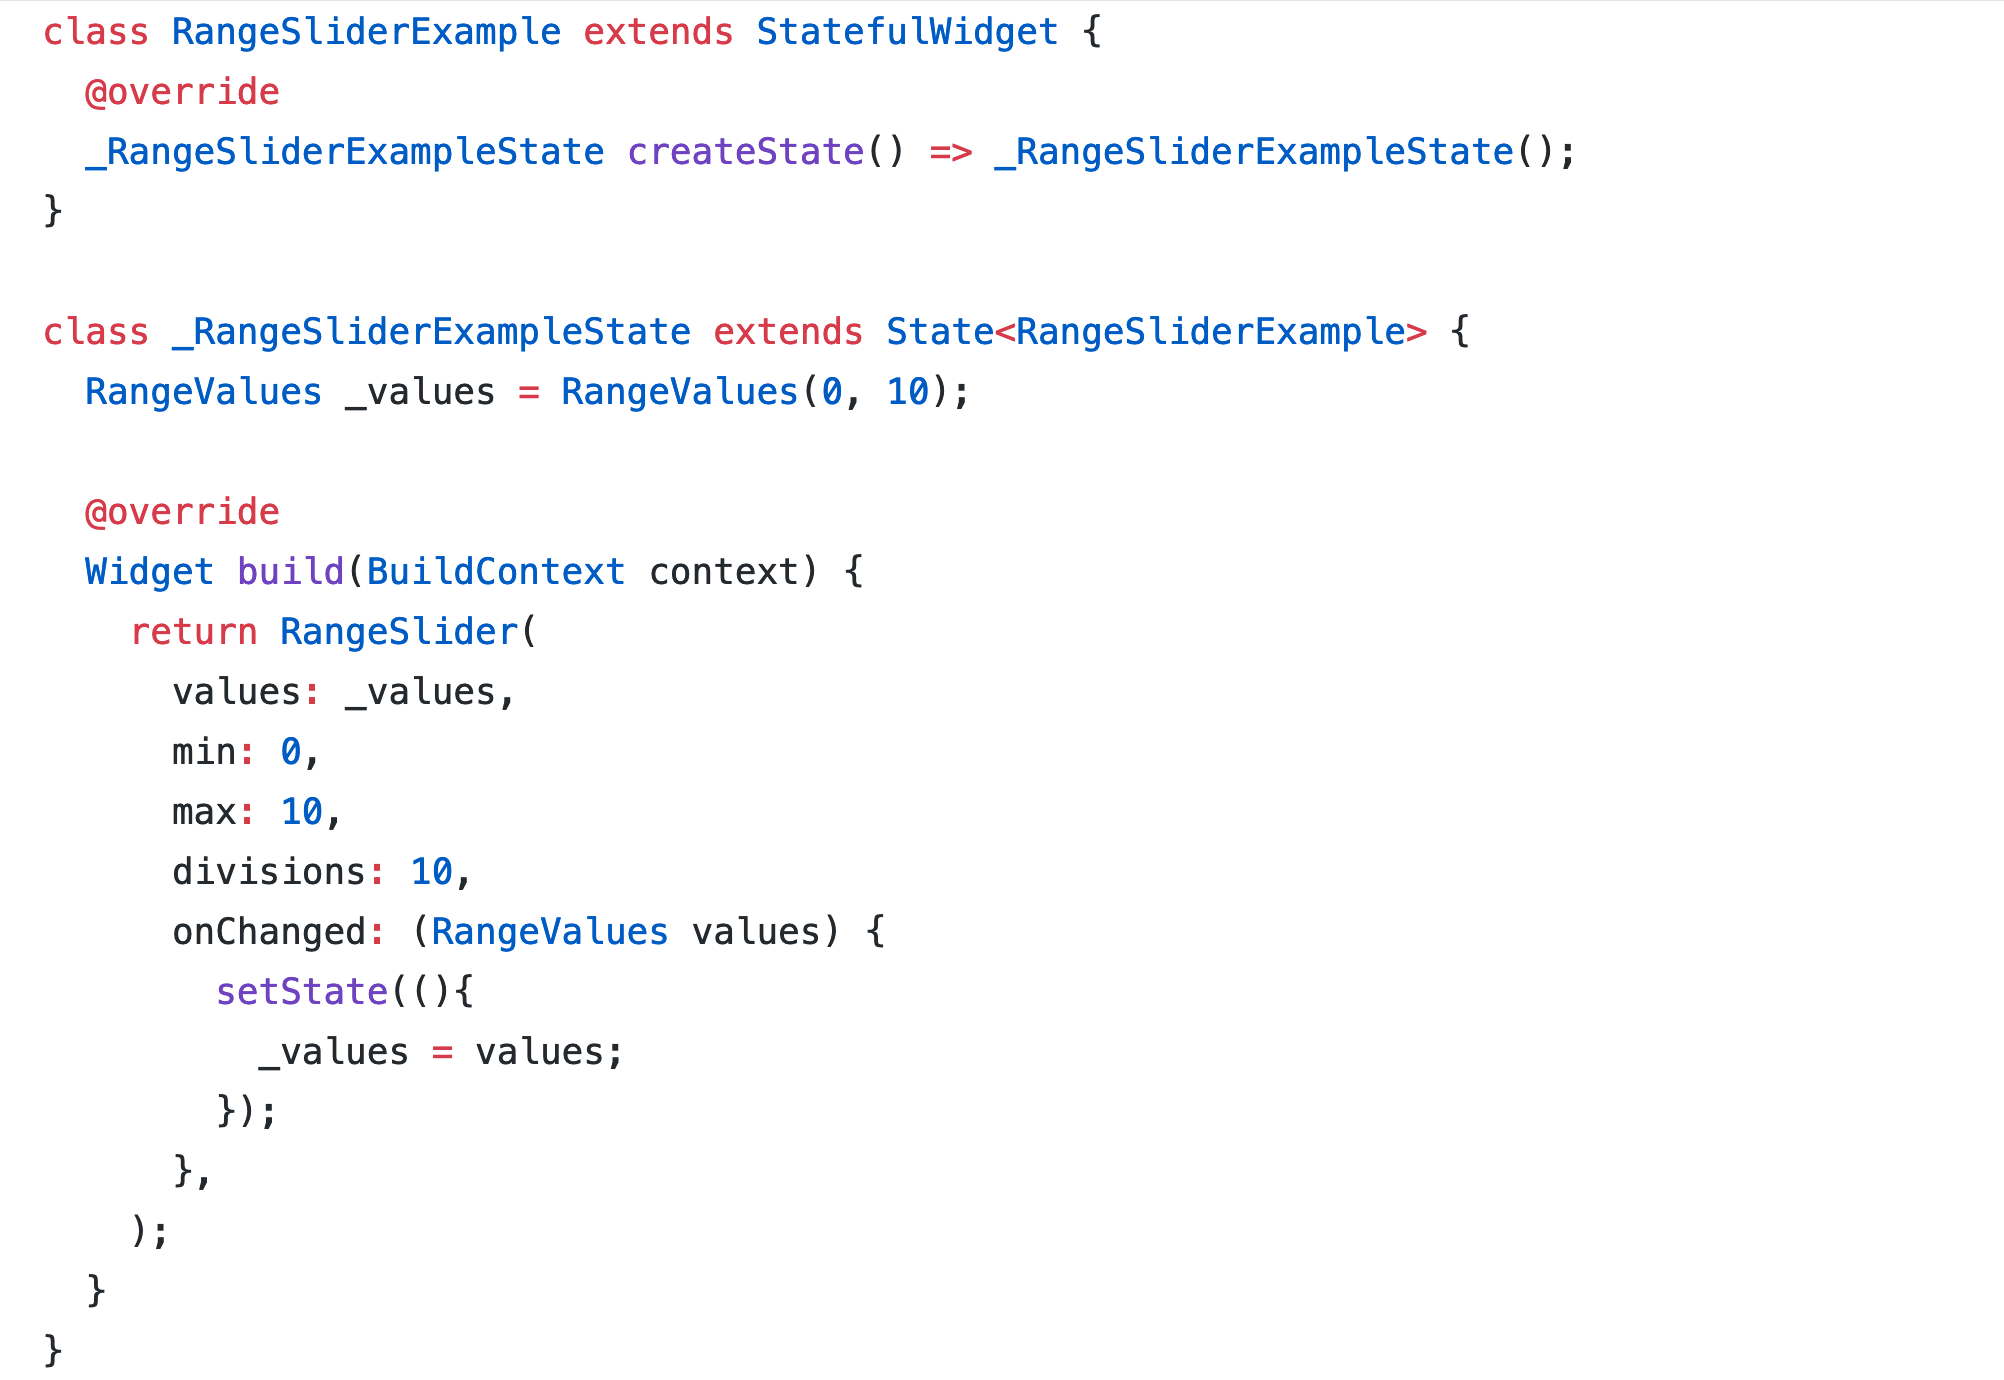 class RangeSliderExample extends StatefulWidget {
  @override
  _RangeSliderExampleState createState() => _RangeSliderExampleState();
}

class _RangeSliderExampleState extends State<RangeSliderExample> {
  RangeValues _values = RangeValues(0, 10);

  @override
  Widget build(BuildContext context) {
    return RangeSlider(
      values: _values,
      min: 0,
      max: 10,
      divisions: 10,
      onChanged: (RangeValues values) {
        setState((){
          _values = values;
        });
      },
    );
  }
}